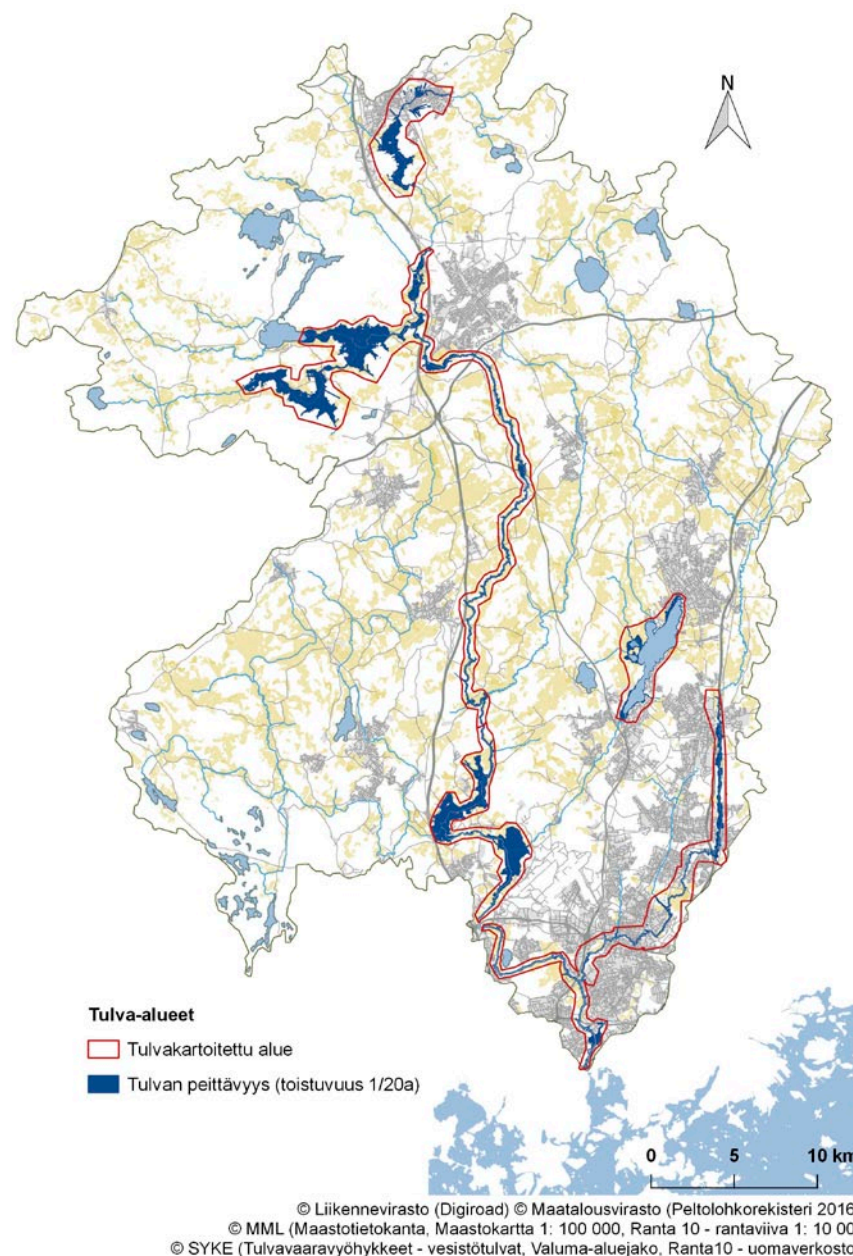 N
Tulva-alueet
Tulvakartoitettu alue
Tulvan peittävyys (toistuvuus 1/20a)
0 5 10 km
© Liikennevirasto (Digiroad) © Maatalousvirasto (Peltolohkorekisteri 2016
© MML (Maastotietokanta, Maastokartta 1: 100 000, Ranta 10 - rantaviiva 1: 10 00
© SYKE (Tulvavaaravyöhykkeet - vesistötulvat, Valuma-aluejako, Ranta10 - uomaverkosto